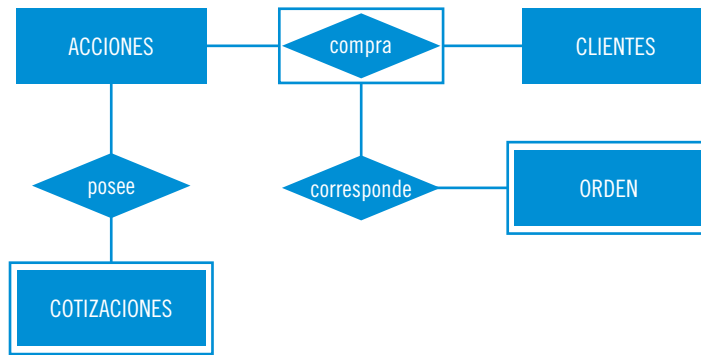 ACCIONES
compra
CLIENTES
posee
corresponde
ORDEN
COTIZACIONES